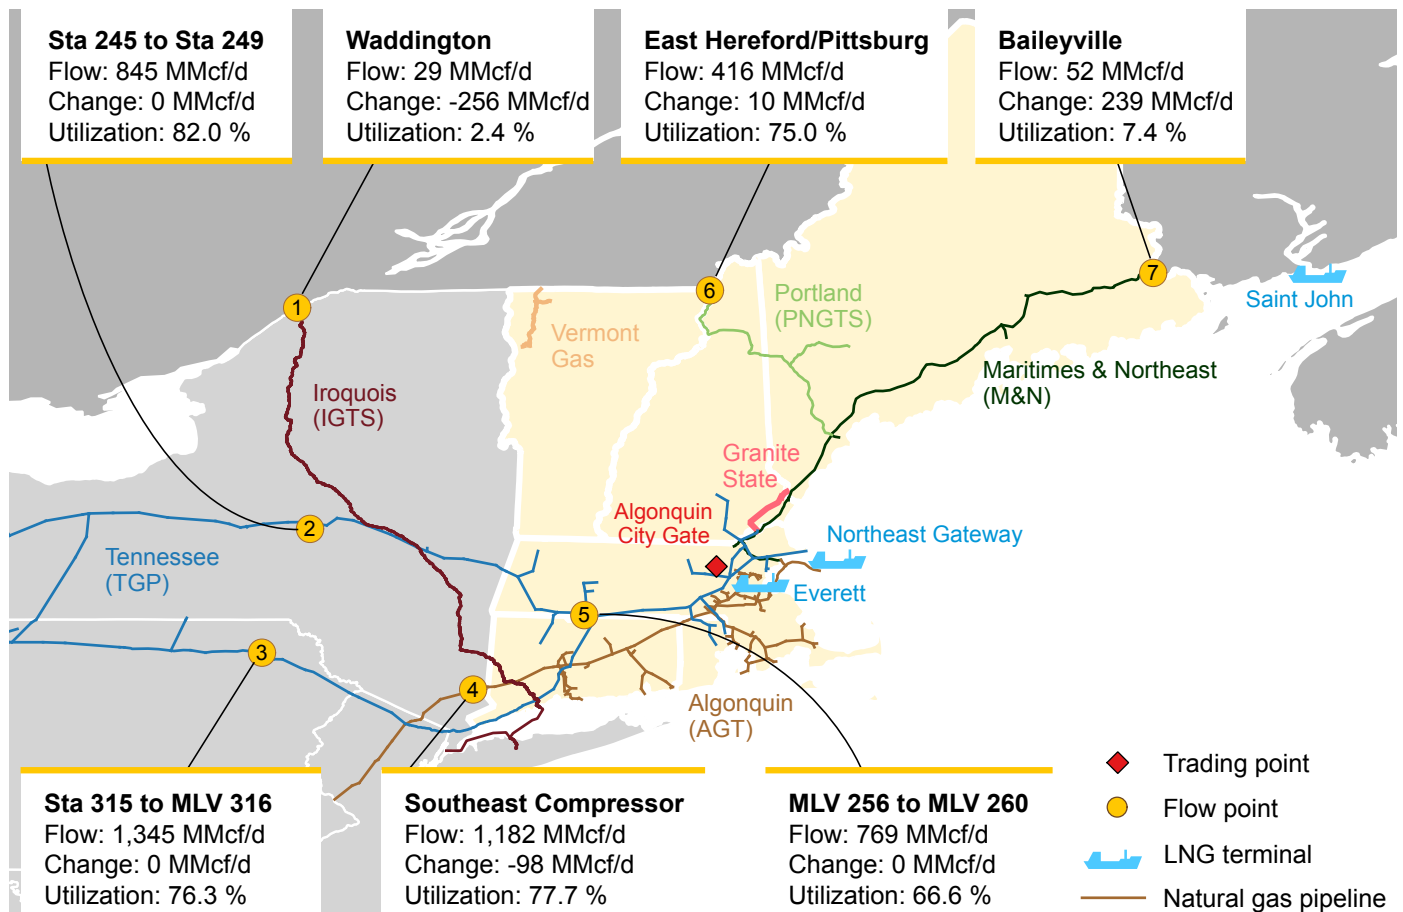 Sta 245 to Sta 249
Flow: 845 MMcf/d
Change: 0 MMcf/d
Utilization: 82.0 %
Waddington
Flow: 29 MMcf/d
Change: -256 MMcf/d
Utilization: 2.4 %
East Hereford/Pittsburg
Flow: 416 MMcf/d
Change: 10 MMcf/d
Utilization: 75.0 %
Baileyville
Flow: 52 MMcf/d
Change: 239 MMcf/d
Utilization: 7.4 %
1
6
7
Saint John
Portland
(PNGTS)
Vermont
Gas
Maritimes & Northeast
(M&N)
Iroquois
(IGTS)
Granite
State
Algonquin
City Gate
2
Northeast Gateway
Tennessee
(TGP)
Everett
5
3
4
Algonquin
(AGT)
Sta 315 to MLV 316
Flow: 1,345 MMcf/d
Change: 0 MMcf/d
Utilization: 76.3 %
Southeast Compressor
Flow: 1,182 MMcf/d
Change: -98 MMcf/d
Utilization: 77.7 %
MLV 256 to MLV 260
Flow: 769 MMcf/d
Change: 0 MMcf/d
Utilization: 66.6 %
Trading point
Flow point
LNG terminal
Natural gas pipeline